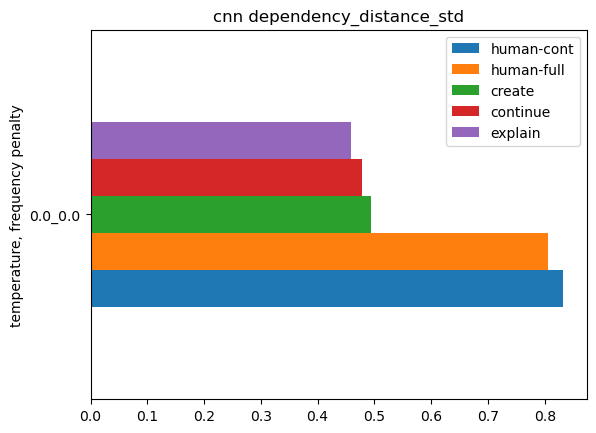 cnn dependency_distance_std
human-cont
human-full
create
continue
explain
temperature, frequency penalty
0.0_0.0
0.0 0.1 0.2 0.3 0.4 0.5 0.6 0.7 0.8